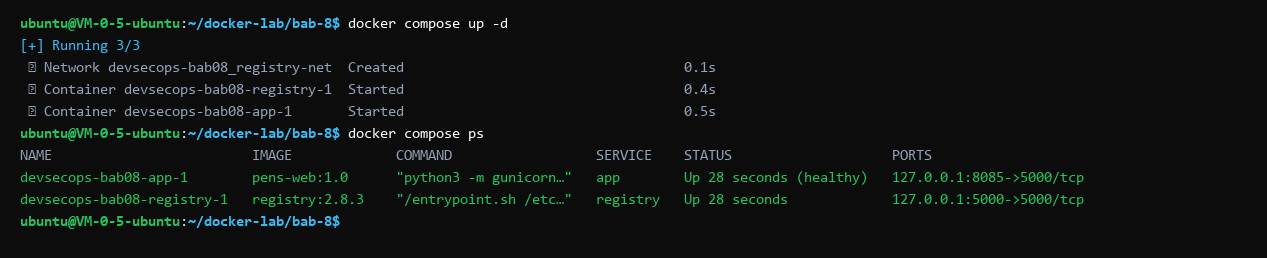 ubuntu@VM-0-5-ubuntu:~/docker-lab/bab-8$ docker compose up -d
[+] Running 3/3
Network devsecops-bab08_registry-net Created 0.1s
Container devsecops-bab08-registry-1 Started 0.4s
Container devsecops-bab08-app-1 Started 0.5s
ubuntu@VM-0-5-ubuntu:~/docker-lab/bab-8$ docker compose ps
NAME IMAGE COMMAND SERVICE STATUS PORTS
devsecops-bab08-app-1 pens-web:1.0 "python3 -m gunicorn…" app Up 28 seconds (healthy) 127.0.0.1:8085->5000/tcp
devsecops-bab08-registry-1 registry:2.8.3 "/entrypoint.sh /etc…" registry Up 28 seconds 127.0.0.1:5000->5000/tcp
ubuntu@VM-0-5-ubuntu:~/docker-lab/bab-8$